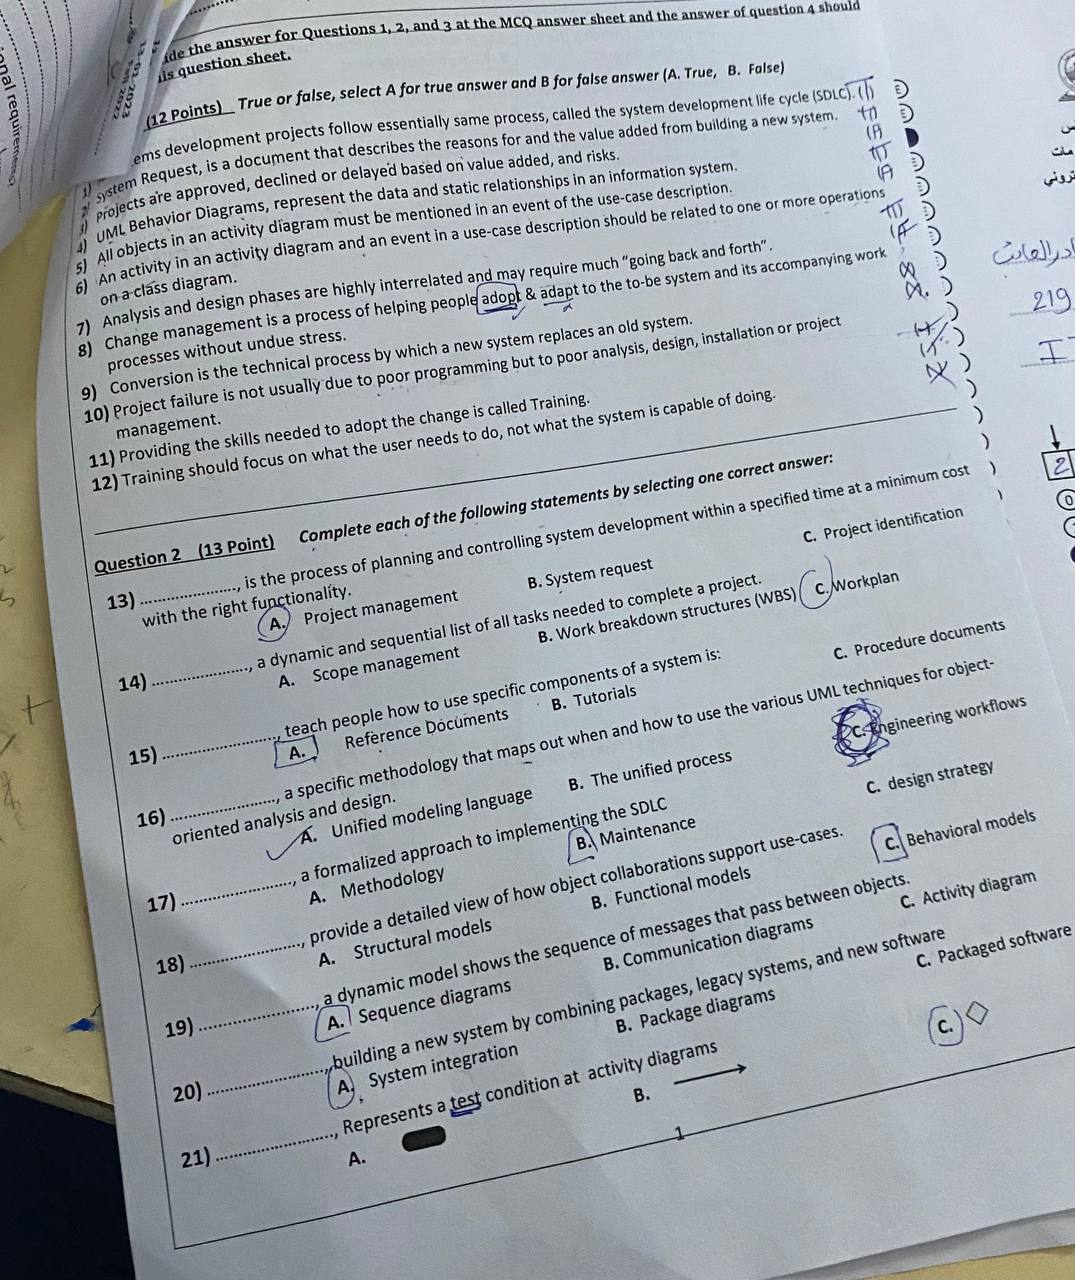 ide the answer for Questions 1, 2, and 3 at the MCQ answer sheet and the answer of question 4 should
is question sheet.
(12 Points) True or false, select A for true answer and B for false answer (A. True, B. False)
1) ems development projects follow essentially same process, called the system development life cycle (SDLC).
2) System Request, is a document that describes the reasons for and the value added from building a new system.
3) Projects are approved, declined or delayed based on value added, and risks.
4) UML Behavior Diagrams, represent the data and static relationships in an information system.
5) All objects in an activity diagram must be mentioned in an event of the use-case description.
6) An activity in an activity diagram and an event in a use-case description should be related to one or more operations
on a class diagram.
7) Analysis and design phases are highly interrelated and may require much "going back and forth".
8) Change management is a process of helping people adopt & adapt to the to-be system and its accompanying work
processes without undue stress.
9) Conversion is the technical process by which a new system replaces an old system.
10) Project failure is not usually due to poor programming but to poor analysis, design, installation or project
management.
11) Providing the skills needed to adopt the change is called Training.
12) Training should focus on what the user needs to do, not what the system is capable of doing.
Question 2 (13 Point) Complete each of the following statements by selecting one correct answer:
13) ...................., is the process of planning and controlling system development within a specified time at a minimum cost
with the right functionality.
A. Project management B. System request C. Project identification
14) ...................., a dynamic and sequential list of all tasks needed to complete a project.
A. Scope management B. Work breakdown structures (WBS) C. Workplan
15) ......................., teach people how to use specific components of a system is:
A. Reference Documents B. Tutorials C. Procedure documents
16) ....................., a specific methodology that maps out when and how to use the various UML techniques for object-
oriented analysis and design.
A. Unified modeling language B. The unified process C. Engineering workflows
17) ......................, a formalized approach to implementing the SDLC
A. Methodology B. Maintenance C. design strategy
18) ......................, provide a detailed view of how object collaborations support use-cases.
A. Structural models B. Functional models C. Behavioral models
19) ......................., a dynamic model shows the sequence of messages that pass between objects.
A. Sequence diagrams B. Communication diagrams C. Activity diagram
20) ......................., building a new system by combining packages, legacy systems, and new software
A. System integration B. Package diagrams C. Packaged software
21) ......................., Represents a test condition at activity diagrams
A. B. C.
1
219
I
2